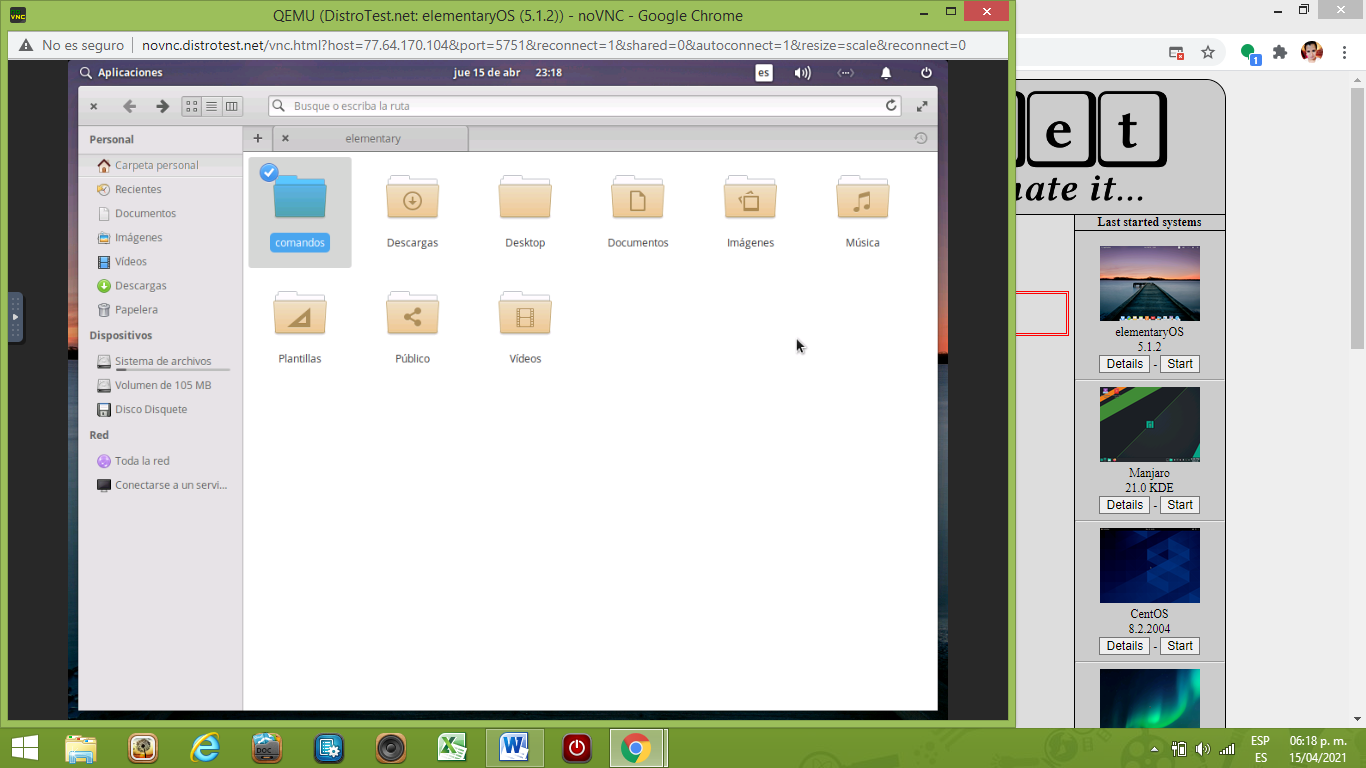 QEMU (DistroTest.net: elementaryOS (5.1.2)) - noVNC - Google Chrome
No es seguro
novnc.distrotest.net/vnc.html?host=77.64.170.104&port=5751&reconnect=1&shared=0&autoconnect=1&resize=scale&reconnect=0
Aplicaciones
jue 15 de abr 23:18
es
Busque o escriba la ruta
Personal
Carpeta personal
Recientes
Documentos
Imágenes
Vídeos
Descargas
Papelera
Dispositivos
Sistema de archivos
Volumen de 105 MB
Disco Disquete
Red
Toda la red
Conectarse a un servi...
elementary
comandos
Descargas
Desktop
Documentos
Imágenes
Música
Plantillas
Público
Vídeos
1
e t
ate it...
Last started systems
elementaryOS
5.1.2
Details - Start
Manjaro
21.0 KDE
Details - Start
CentOS
8.2.2004
Details - Start
DOC
ESP
ES
06:18 p. m.
15/04/2021